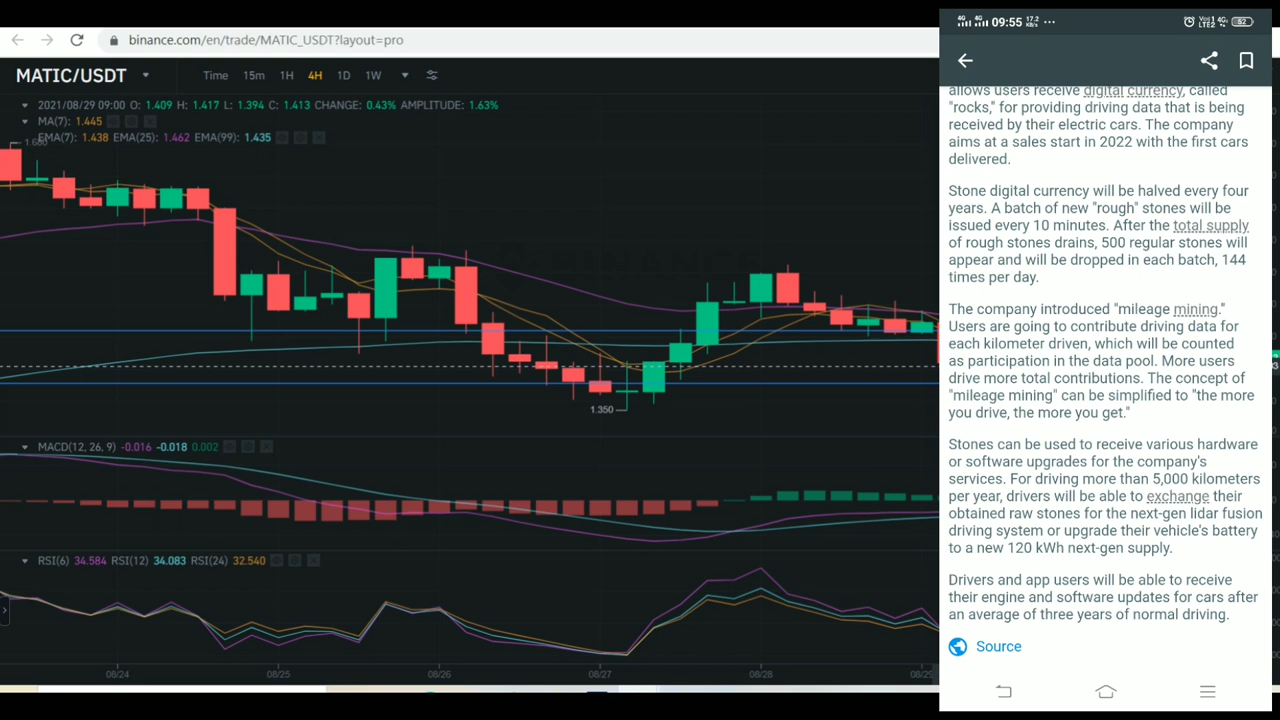 binance.com/en/trade/MATIC_USDT?layout=pro
MATIC/USDT
Time 15m 1H 4H 1D 1W
2021/08/29 09:00 O: 1.409 H: 1.417 L: 1.394 C: 1.413 CHANGE: 0.43% AMPLITUDE: 1.63%
MA(7): 1.445
EMA(7): 1.438 EMA(25): 1.462 EMA(99): 1.435
1.350
MACD(12, 26, 9) -0.016 -0.018 0.002
RSI(6) 34.584 RSI(12) 34.083 RSI(24) 32.540
08/24 08/25 08/26 08/27 08/28 08/29
4G 4G 09:55 17.2 KB/s ... VoLTE2 4G 82
allows users receive digital currency, called
"rocks," for providing driving data that is being
received by their electric cars. The company
aims at a sales start in 2022 with the first cars
delivered.
Stone digital currency will be halved every four
years. A batch of new "rough" stones will be
issued every 10 minutes. After the total supply
of rough stones drains, 500 regular stones will
appear and will be dropped in each batch, 144
times per day.
The company introduced "mileage mining."
Users are going to contribute driving data for
each kilometer driven, which will be counted
as participation in the data pool. More users
drive more total contributions. The concept of
"mileage mining" can be simplified to "the more
you drive, the more you get."
Stones can be used to receive various hardware
or software upgrades for the company's
services. For driving more than 5,000 kilometers
per year, drivers will be able to exchange their
obtained raw stones for the next-gen lidar fusion
driving system or upgrade their vehicle's battery
to a new 120 kWh next-gen supply.
Drivers and app users will be able to receive
their engine and software updates for cars after
an average of three years of normal driving.
Source